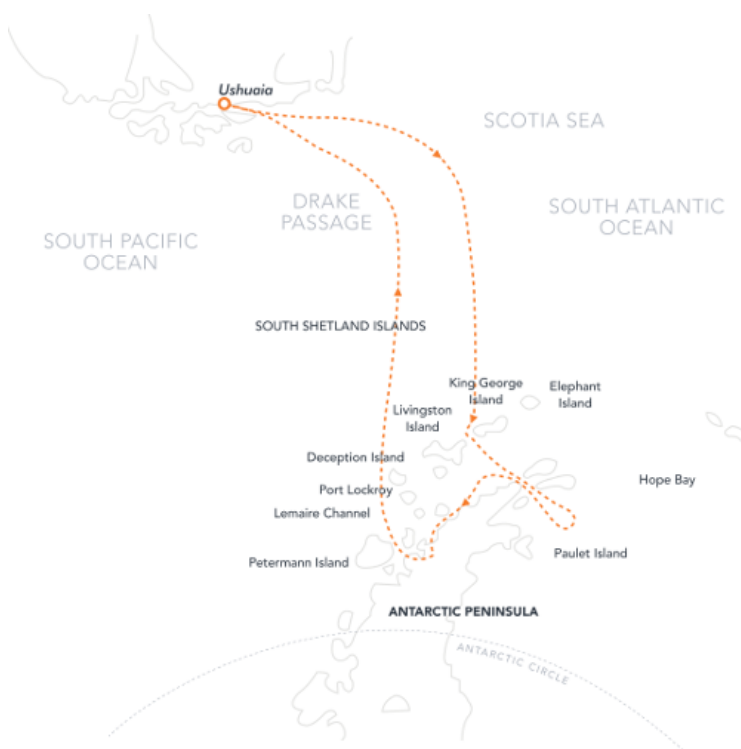 Ushuaia
SCOTIA SEA
DRAKE
PASSAGE
SOUTH ATLANTIC
OCEAN
SOUTH PACIFIC
OCEAN
SOUTH SHETLAND ISLANDS
King George
Island
Elephant
Island
Livingston
Island
Deception Island
Hope Bay
Port Lockroy
Lemaire Channel
Paulet Island
Petermann Island
ANTARCTIC PENINSULA
ANTARCTIC CIRCLE